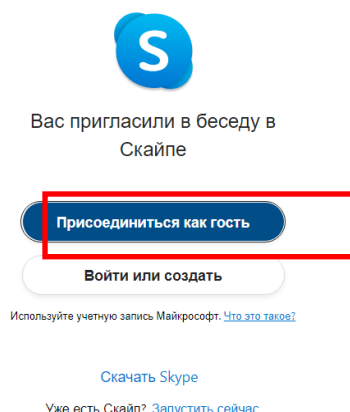 S
Вас пригласили в беседу в
Скайпе
Присоединиться как гость
Войти или создать
Используйте учетную запись Майкрософт. Что это такое?
Скачать Skype
Уже есть Скайп? Запустить сейчас